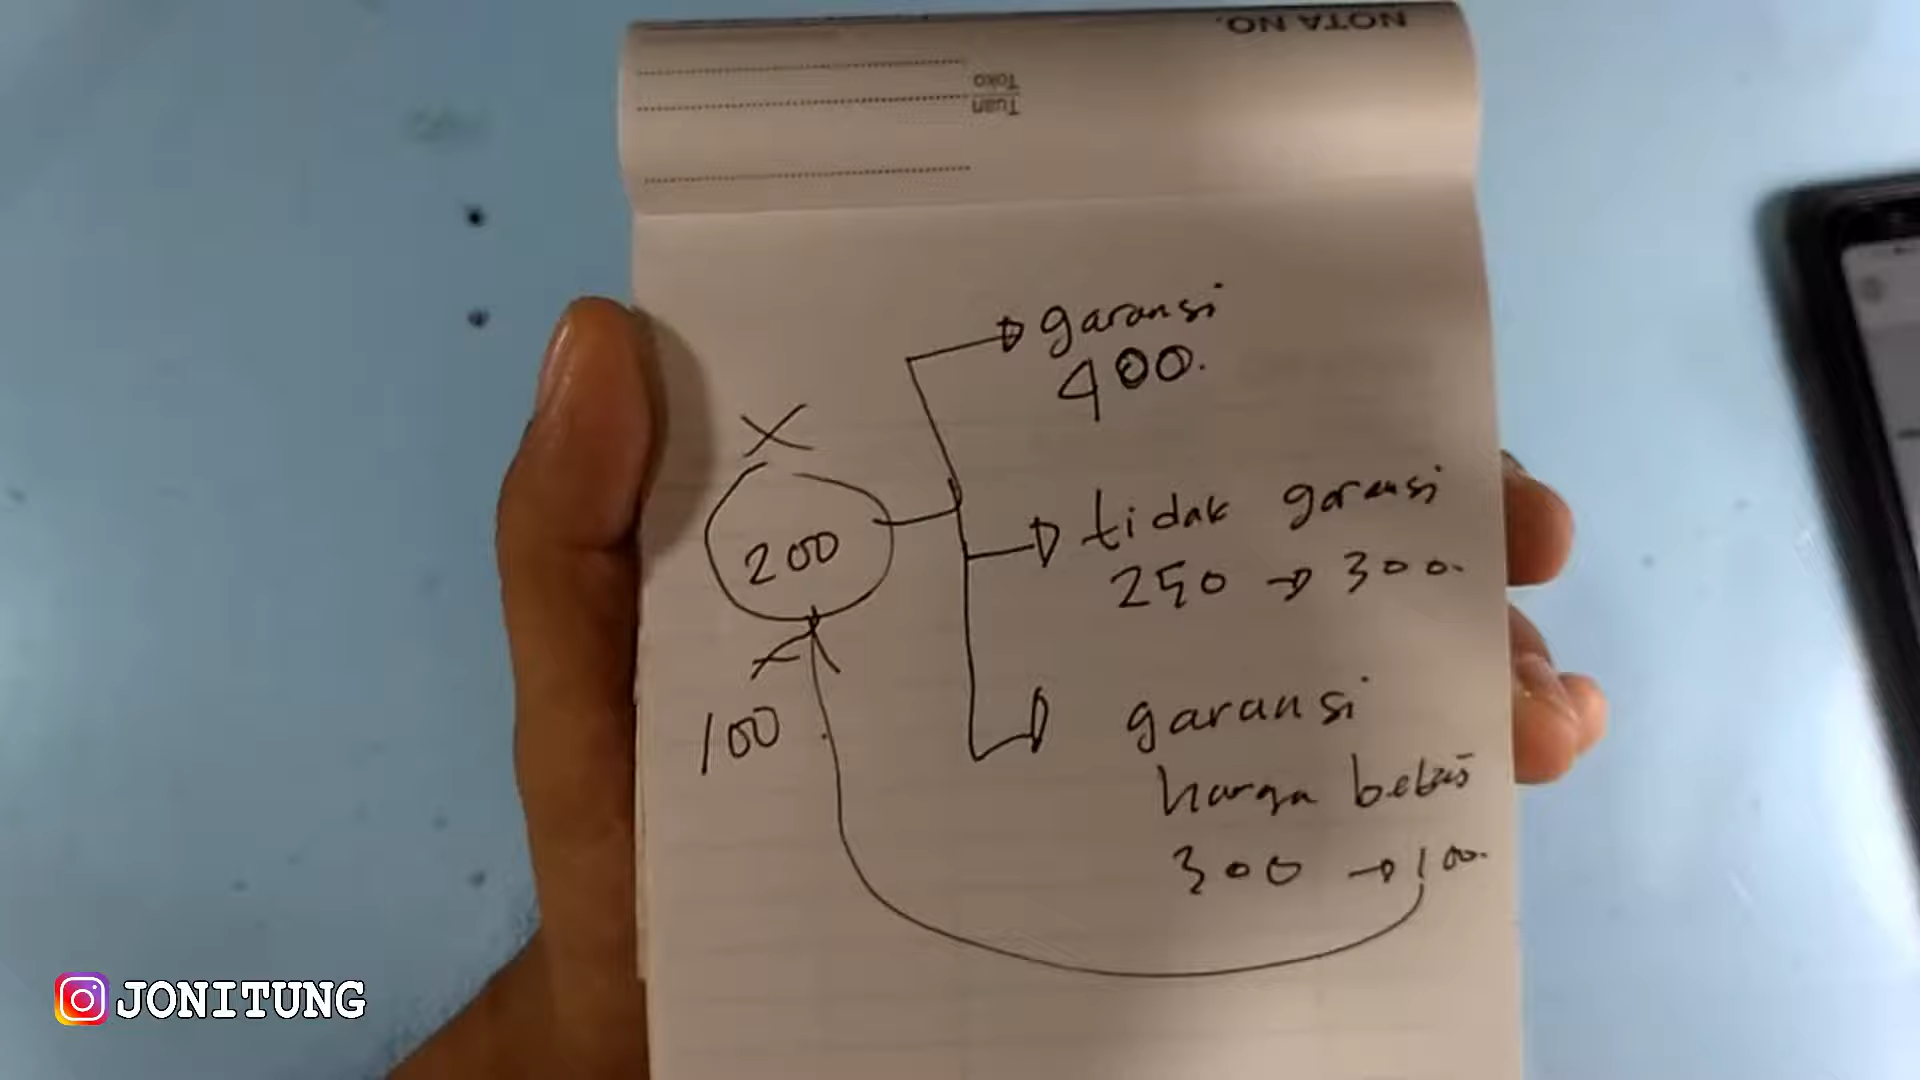 NOTA NO.
Toko
Tuan
garansi
400.
X
200
tidak garansi
250 → 300.
100
garansi
harga bebas
300 → 100.
JONITUNG